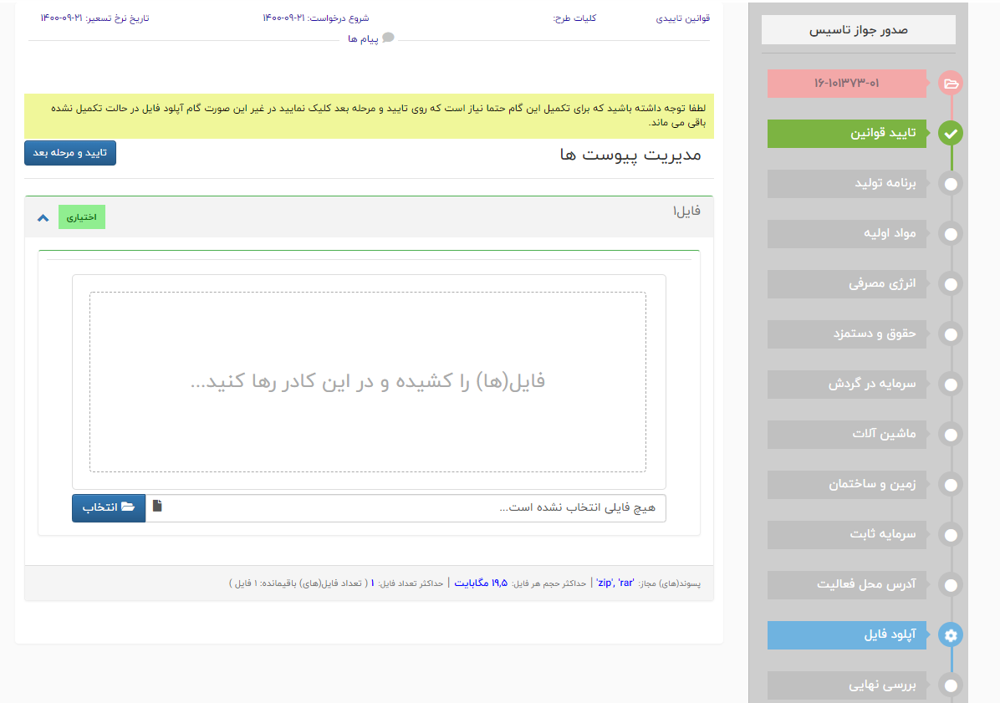 قوانین تاییدی
کلیات طرح:
شروع درخواست: ۱۴۰۰-۰۹-۲۱
تاریخ نرخ تسعیر: ۱۴۰۰-۰۹-۲۱
پیام ها
لطفا توجه داشته باشید که برای تکمیل این گام حتما نیاز است که روی تایید و مرحله بعد کلیک نمایید در غیر این صورت گام آپلود فایل در حالت تکمیل نشده
باقی می ماند.
مدیریت پیوست ها
تایید و مرحله بعد
فایل۱
اختیاری
فایل(ها) را کشیده و در این کادر رها کنید...
هیچ فایلی انتخاب نشده است...
انتخاب
پسوند(های) مجاز: 'zip', 'rar' | حداکثر حجم هر فایل: ۱۹,۵ مگابایت | حداکثر تعداد فایل: ۱ ( تعداد فایل(های) باقیمانده: ۱ فایل )
صدور جواز تاسیس
۱۶-۱۰۱۳۷۳-۰۱
تایید قوانین
برنامه تولید
مواد اولیه
انرژی مصرفی
حقوق و دستمزد
سرمایه در گردش
ماشین آلات
زمین و ساختمان
سرمایه ثابت
آدرس محل فعالیت
آپلود فایل
بررسی نهایی